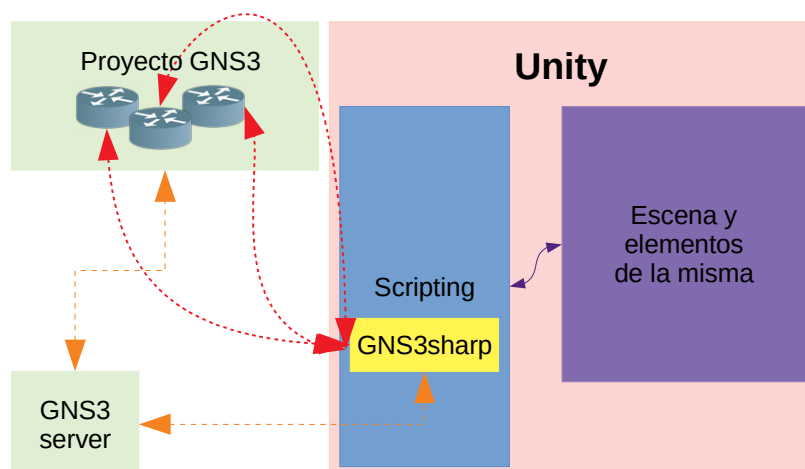 Proyecto GNS3
Unity
Scripting
GNS3sharp
Escena y
elementos
de la misma
GNS3
server